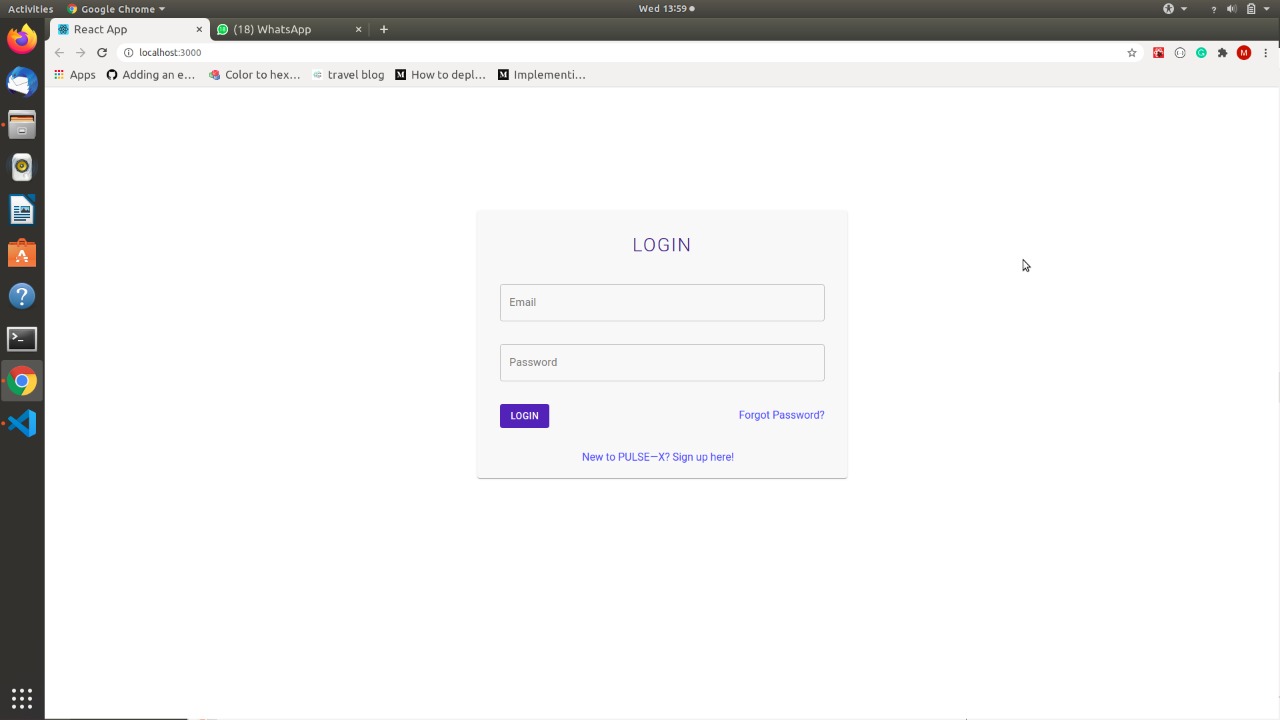 Activities Google Chrome Wed 13:59
React App (18) WhatsApp
localhost:3000
Apps Adding an e… Color to hex… travel blog How to depl… Implementi…
LOGIN
Email
Password
LOGIN Forgot Password?
New to PULSE—X? Sign up here!